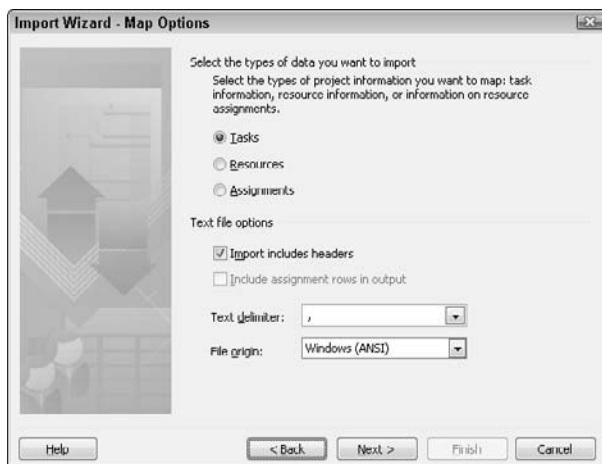 Import Wizard - Map Options
Select the types of data you want to import
Select the types of project information you want to map: task
information, resource information, or information on resource
assignments.
Tasks
Resources
Assignments
Text file options
Import includes headers
Include assignment rows in output
Text delimiter: ,
File origin: Windows (ANSI)
Help < Back Next > Finish Cancel